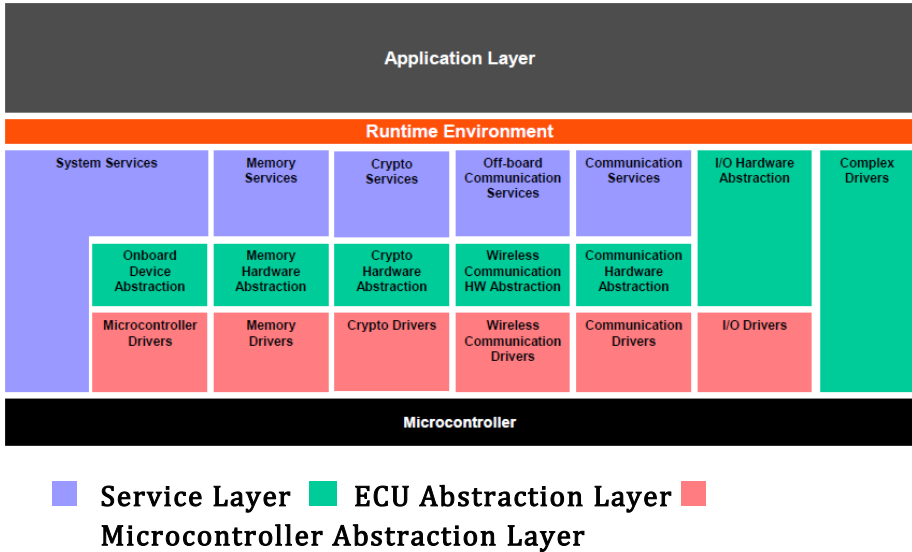 Application Layer
Runtime Environment
System Services
Memory
Services
Crypto
Services
Off-board
Communication
Services
Communication
Services
I/O Hardware
Abstraction
Complex
Drivers
Onboard
Device
Abstraction
Memory
Hardware
Abstraction
Crypto
Hardware
Abstraction
Wireless
Communication
HW Abstraction
Communication
Hardware
Abstraction
Microcontroller
Drivers
Memory
Drivers
Crypto Drivers
Wireless
Communication
Drivers
Communication
Drivers
I/O Drivers
Microcontroller
Service Layer ECU Abstraction Layer
Microcontroller Abstraction Layer